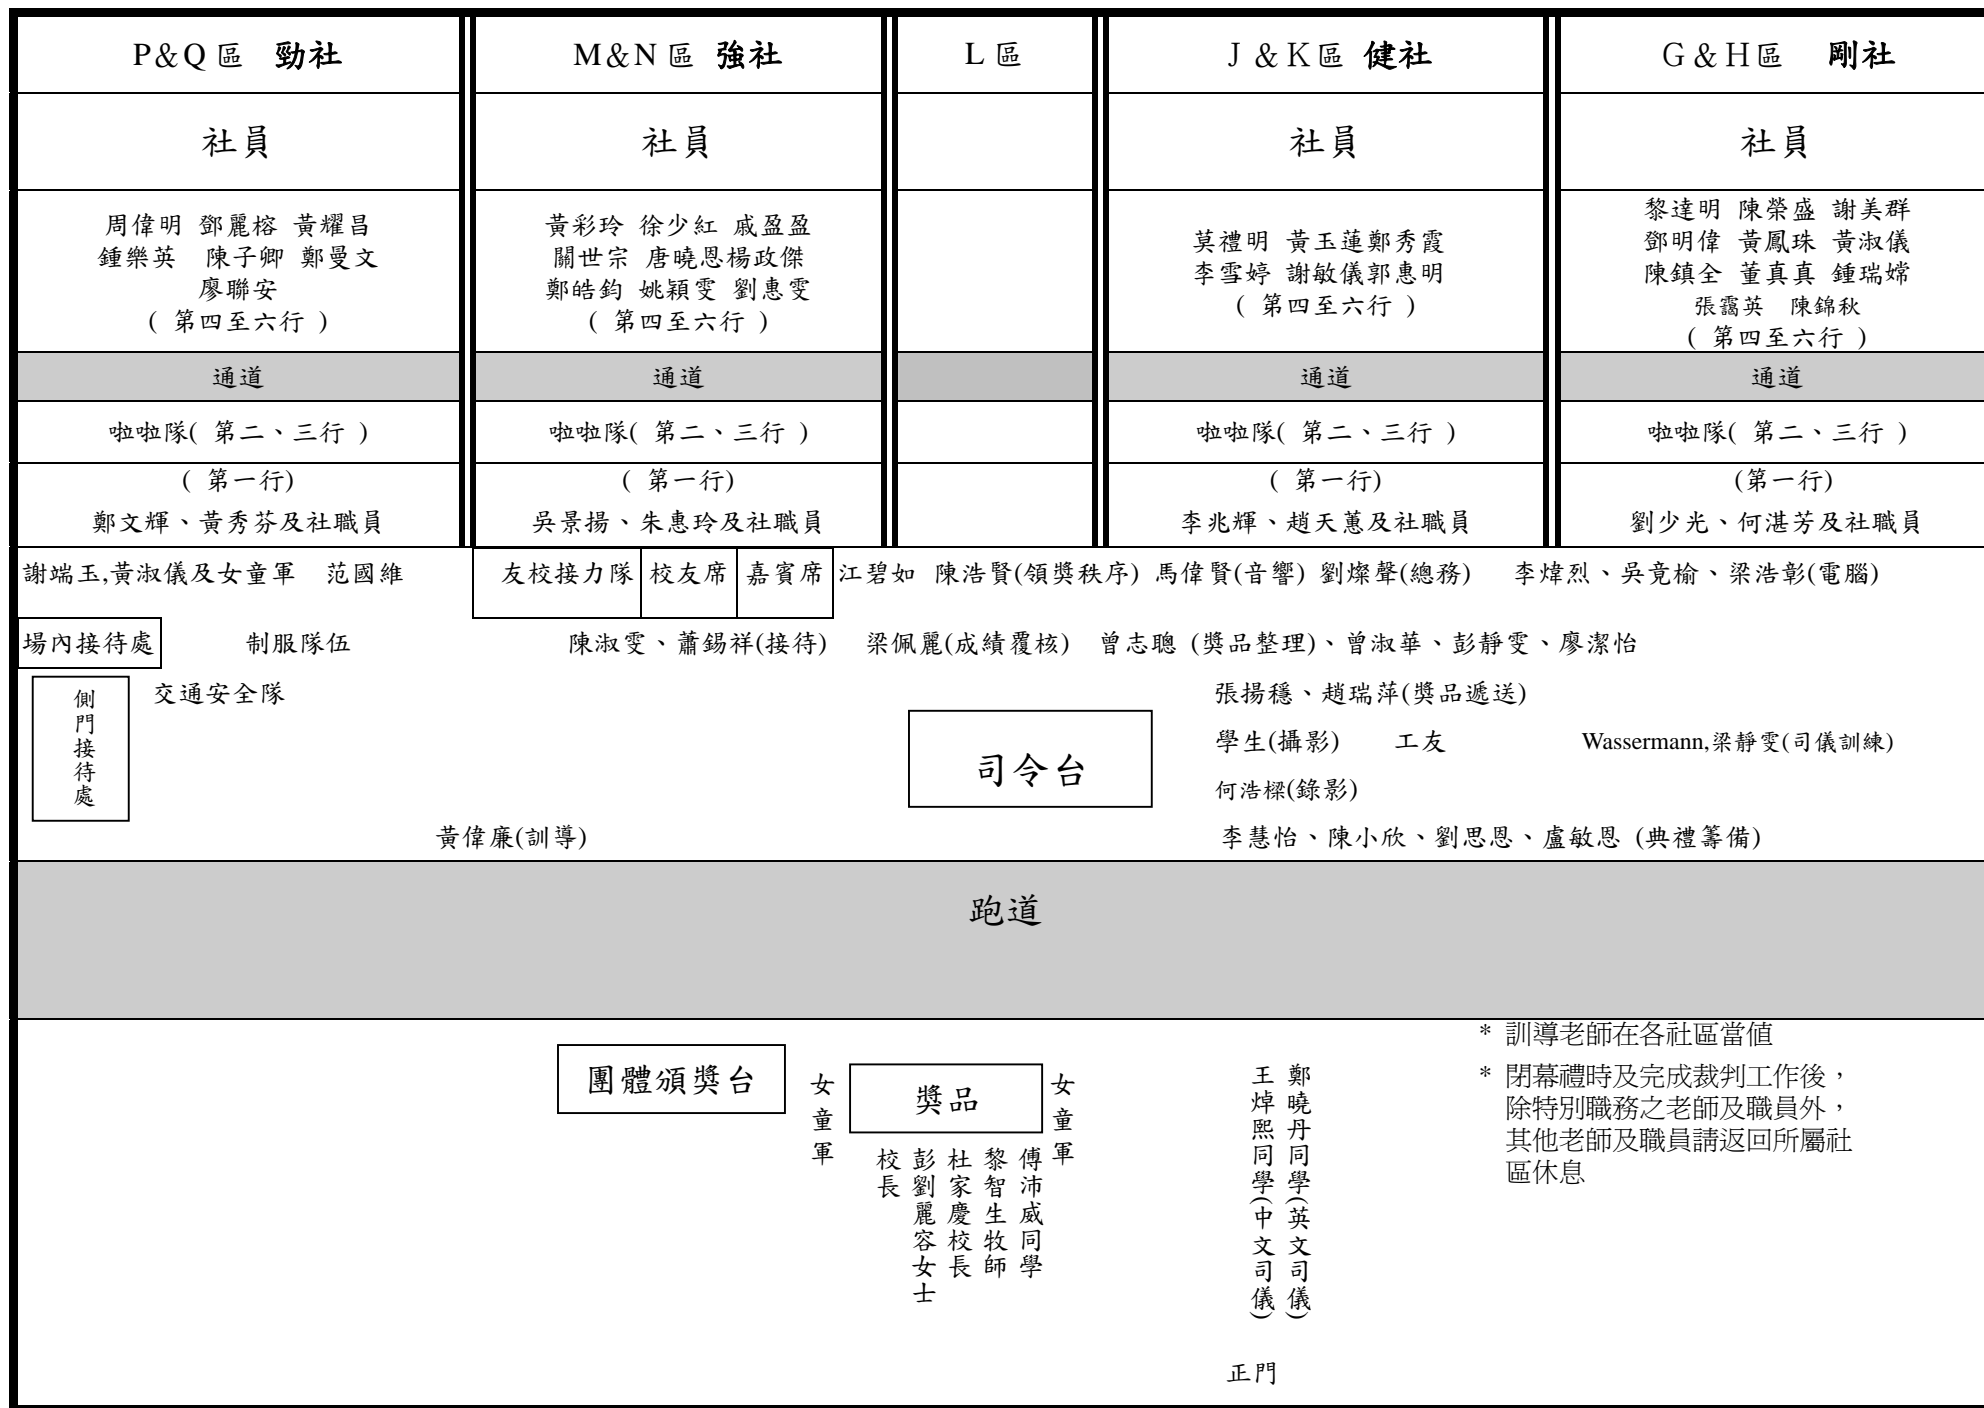 P&Q 區 勁社
M&N 區 強社
L 區
J & K區 健社
G & H區 剛社
社員
社員
社員
社員
周偉明 鄧麗榕 黃耀昌
鍾樂英 陳子卿 鄭曼文
廖聯安
( 第四至六行 )
黃彩玲 徐少紅 戚盈盈
關世宗 唐曉恩楊政傑
鄭皓鈞 姚穎雯 劉惠雯
( 第四至六行 )
莫禮明 黃玉蓮鄭秀霞
李雪婷 謝敏儀郭惠明
( 第四至六行 )
黎達明 陳榮盛 謝美群
鄧明偉 黃鳳珠 黃淑儀
陳鎮全 董真真 鍾瑞嫦
張靄英 陳錦秋
( 第四至六行 )
通道
通道
通道
通道
啦啦隊( 第二、三行 )
啦啦隊( 第二、三行 )
啦啦隊( 第二、三行 )
啦啦隊( 第二、三行 )
( 第一行)
鄭文輝、黃秀芬及社職員
( 第一行)
吳景揚、朱惠玲及社職員
( 第一行)
李兆輝、趙天蕙及社職員
(第一行)
劉少光、何湛芳及社職員
謝端玉,黃淑儀及女童軍 范國維
友校接力隊
校友席
嘉賓席
江碧如 陳浩賢(領獎秩序) 馬偉賢(音響) 劉燦聲(總務) 李煒烈、吳竟榆、梁浩彰(電腦)
場內接待處
制服隊伍
陳淑雯、蕭錫祥(接待) 梁佩麗(成績覆核) 曾志聰 (獎品整理)、曾淑華、彭靜雯、廖潔怡
側門接待處
交通安全隊
張揚穩、趙瑞萍(獎品遞送)
司令台
學生(攝影) 工友 Wassermann,梁靜雯(司儀訓練)
何浩樑(錄影)
黃偉廉(訓導)
李慧怡、陳小欣、劉思恩、盧敏恩 (典禮籌備)
跑道
團體頒獎台
女童軍
獎品
女童軍
校長
彭劉麗容女士
杜家慶校長
黎智生牧師
傅沛威同學
王焯熙同學(中文司儀)
鄭曉丹同學(英文司儀)
正門
* 訓導老師在各社區當值
* 閉幕禮時及完成裁判工作後，
除特別職務之老師及職員外，
其他老師及職員請返回所屬社
區休息